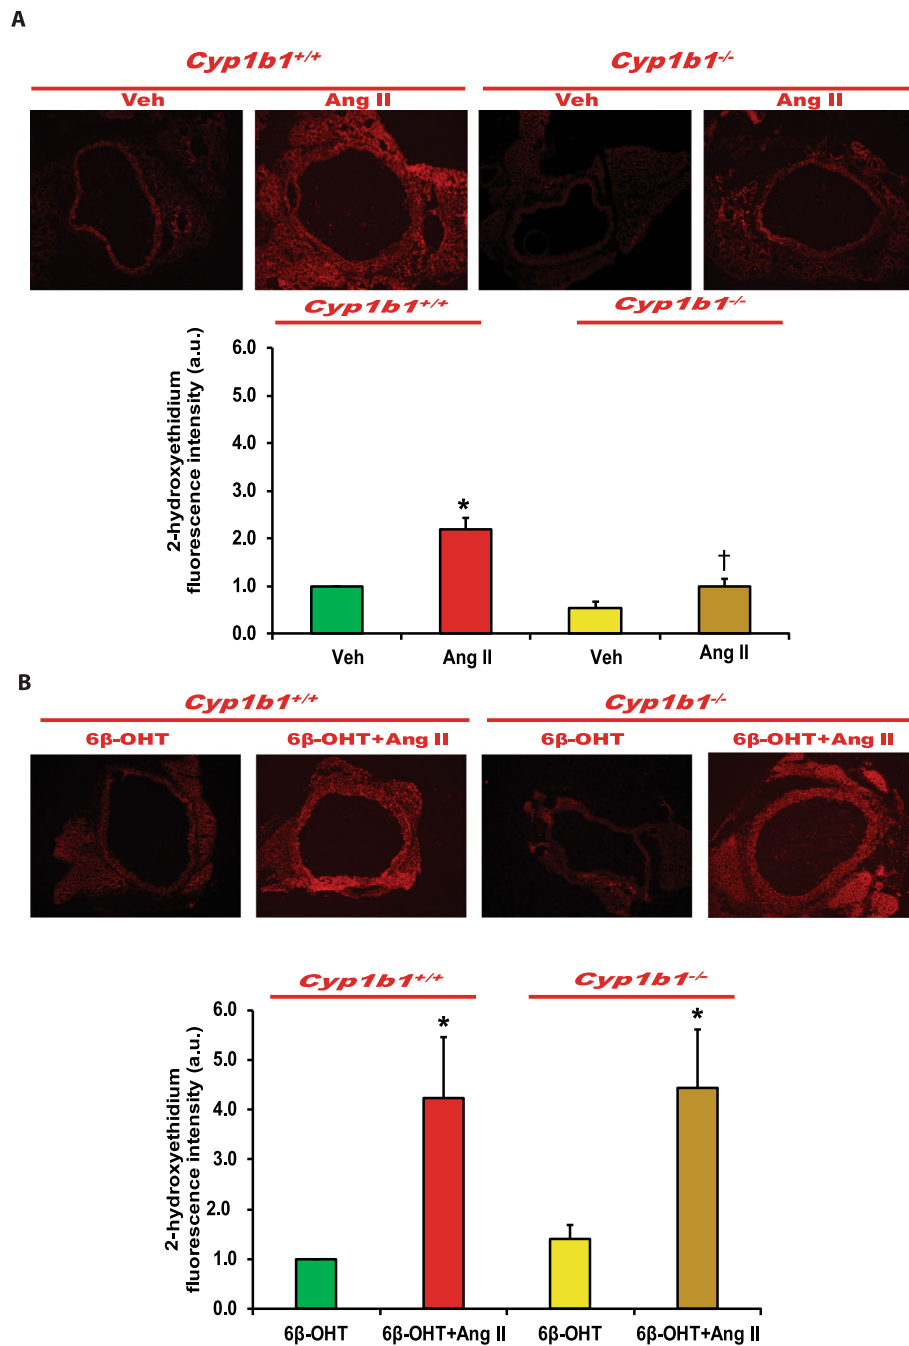 A
Cyp1b1+/+ Cyp1b1-/-
Veh Ang II Veh Ang II
Cyp1b1+/+ Cyp1b1-/-
2-hydroxyethidium
fluorescence intensity (a.u.)
6.0
5.0
4.0
3.0
2.0
1.0
0.0
*
†
Veh Ang II Veh Ang II
B
Cyp1b1+/+ Cyp1b1-/-
6β-OHT 6β-OHT+Ang II 6β-OHT 6β-OHT+Ang II
Cyp1b1+/+ Cyp1b1-/-
2-hydroxyethidium
fluorescence intensity (a.u.)
6.0
5.0
4.0
3.0
2.0
1.0
0.0
* *
6β-OHT 6β-OHT+Ang II 6β-OHT 6β-OHT+Ang II